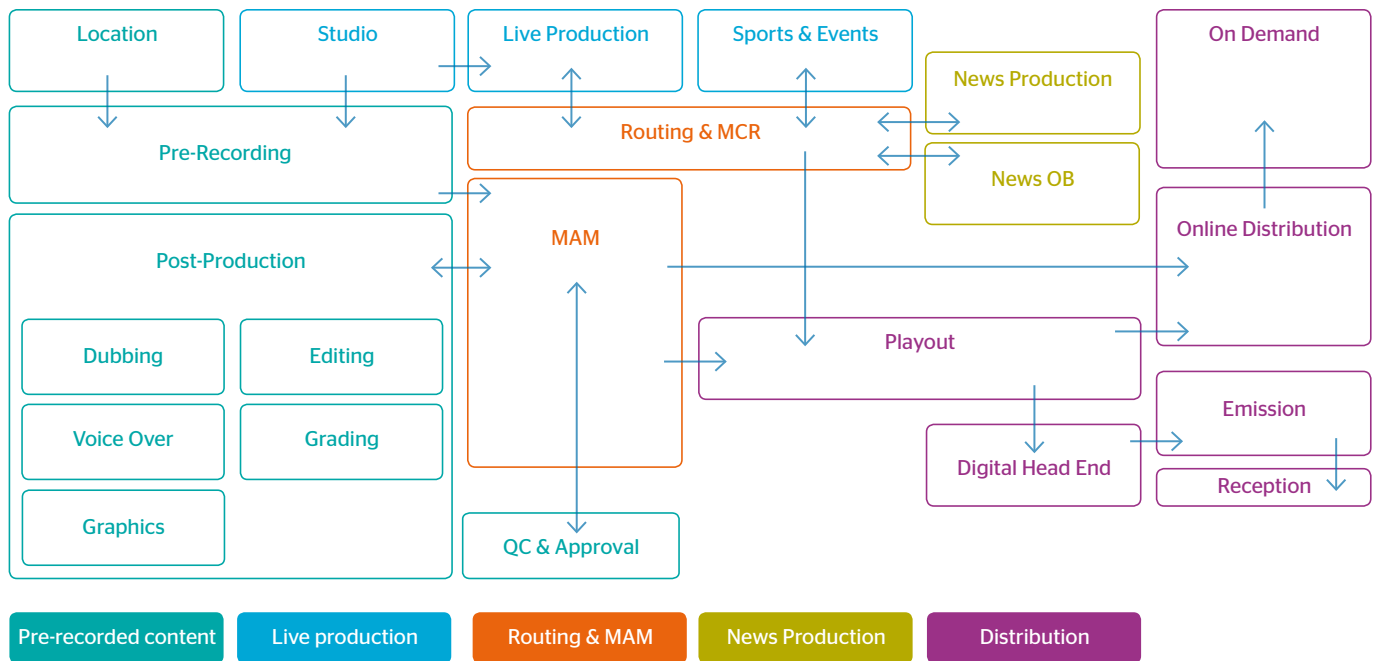 Location
Studio
Live Production
Sports & Events
On Demand
News Production
Routing & MCR
Pre-Recording
News OB
MAM
Online Distribution
Post-Production
Playout
Dubbing
Editing
Emission
Voice Over
Grading
Digital Head End
Reception
Graphics
QC & Approval
Pre-recorded content
Live production
Routing & MAM
News Production
Distribution